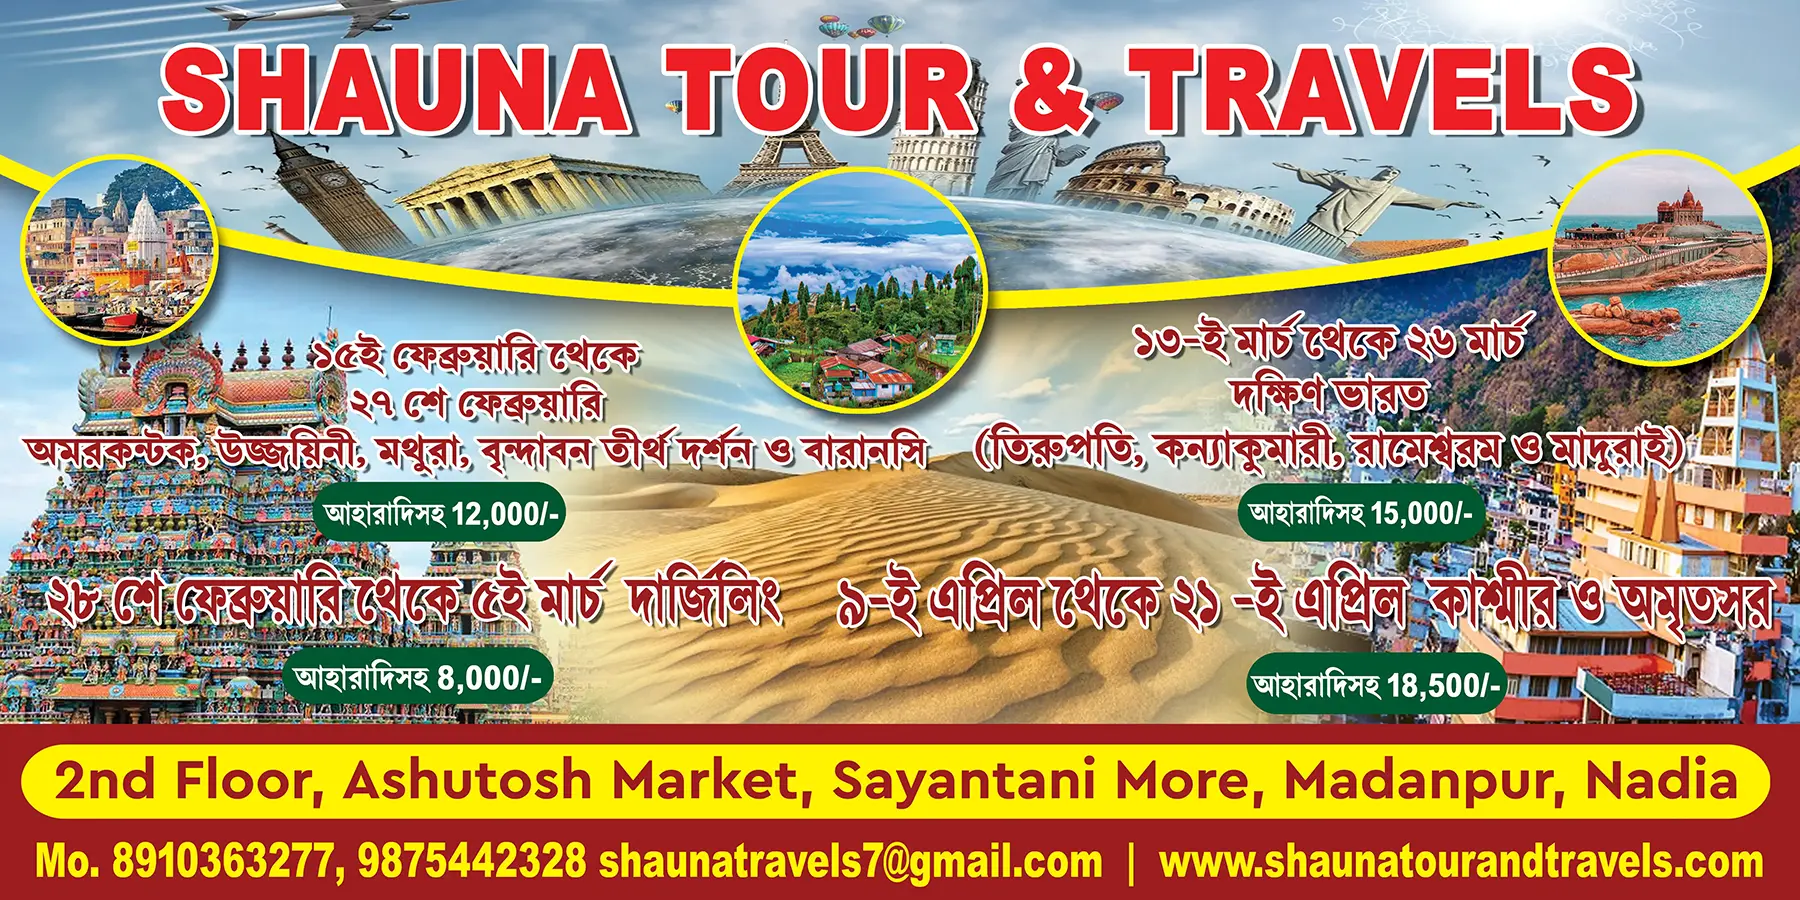 SHAUNA TOUR & TRAVELS
১৫ই ফেব্রুয়ারি থেকে
২৭ শে ফেব্রুয়ারি
অমরকন্টক, উজ্জয়িনী, মথুরা, বৃন্দাবন তীর্থ দর্শন ও বারানসি
আহারাদিসহ 12,000/-
১৩-ই মার্চ থেকে ২৬ মার্চ
দক্ষিণ ভারত
(তিরুপতি, কন্যাকুমারী, রামেশ্বরম ও মাদুরাই)
আহারাদিসহ 15,000/-
২৮ শে ফেব্রুয়ারি থেকে ৫ই মার্চ দার্জিলিং
আহারাদিসহ 8,000/-
৯-ই এপ্রিল থেকে ২১ -ই এপ্রিল কাশ্মীর ও অমৃতসর
আহারাদিসহ 18,500/-
2nd Floor, Ashutosh Market, Sayantani More, Madanpur, Nadia
Mo. 8910363277, 9875442328 shaunatravels7@gmail.com | www.shaunatourandtravels.com